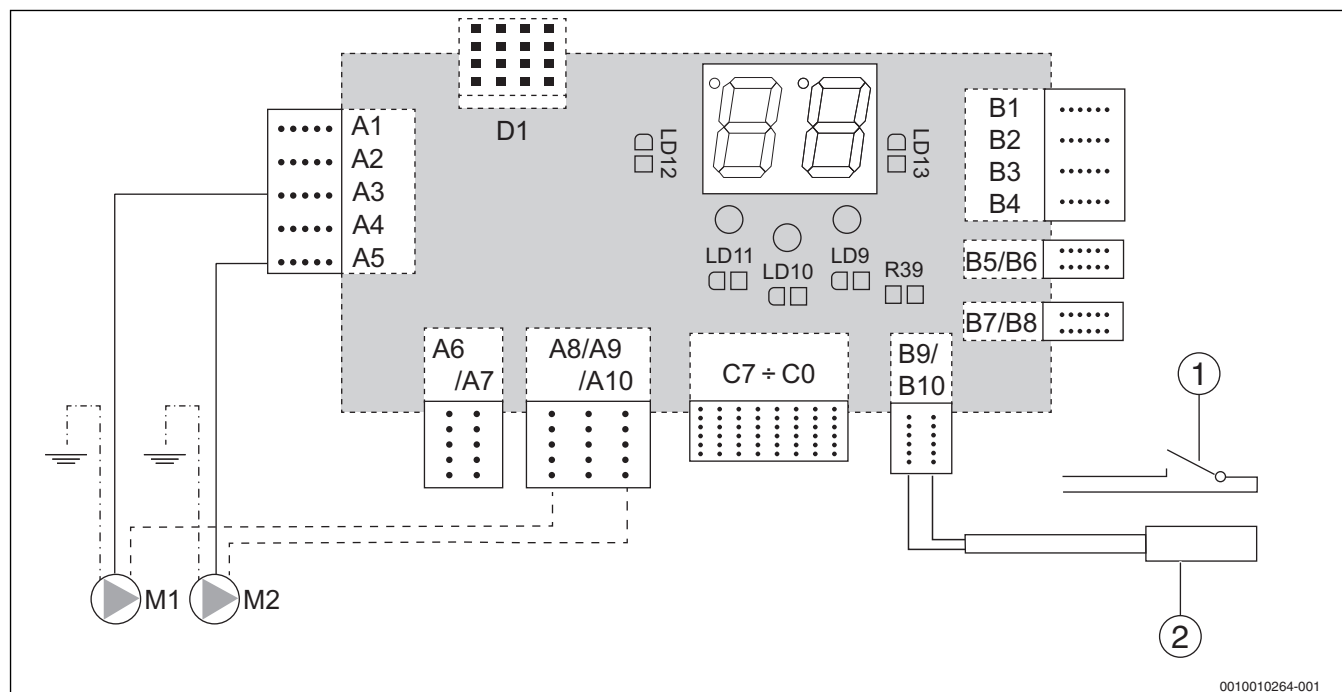 D1
A1
A2
A3
A4
A5
LD12
LD13
B1
B2
B3
B4
LD11
LD10
LD9
R39
B5/B6
B7/B8
A6
/A7
A8/A9
/A10
C7 ÷ C0
B9/
B10
1
M1
M2
2
0010010264-001